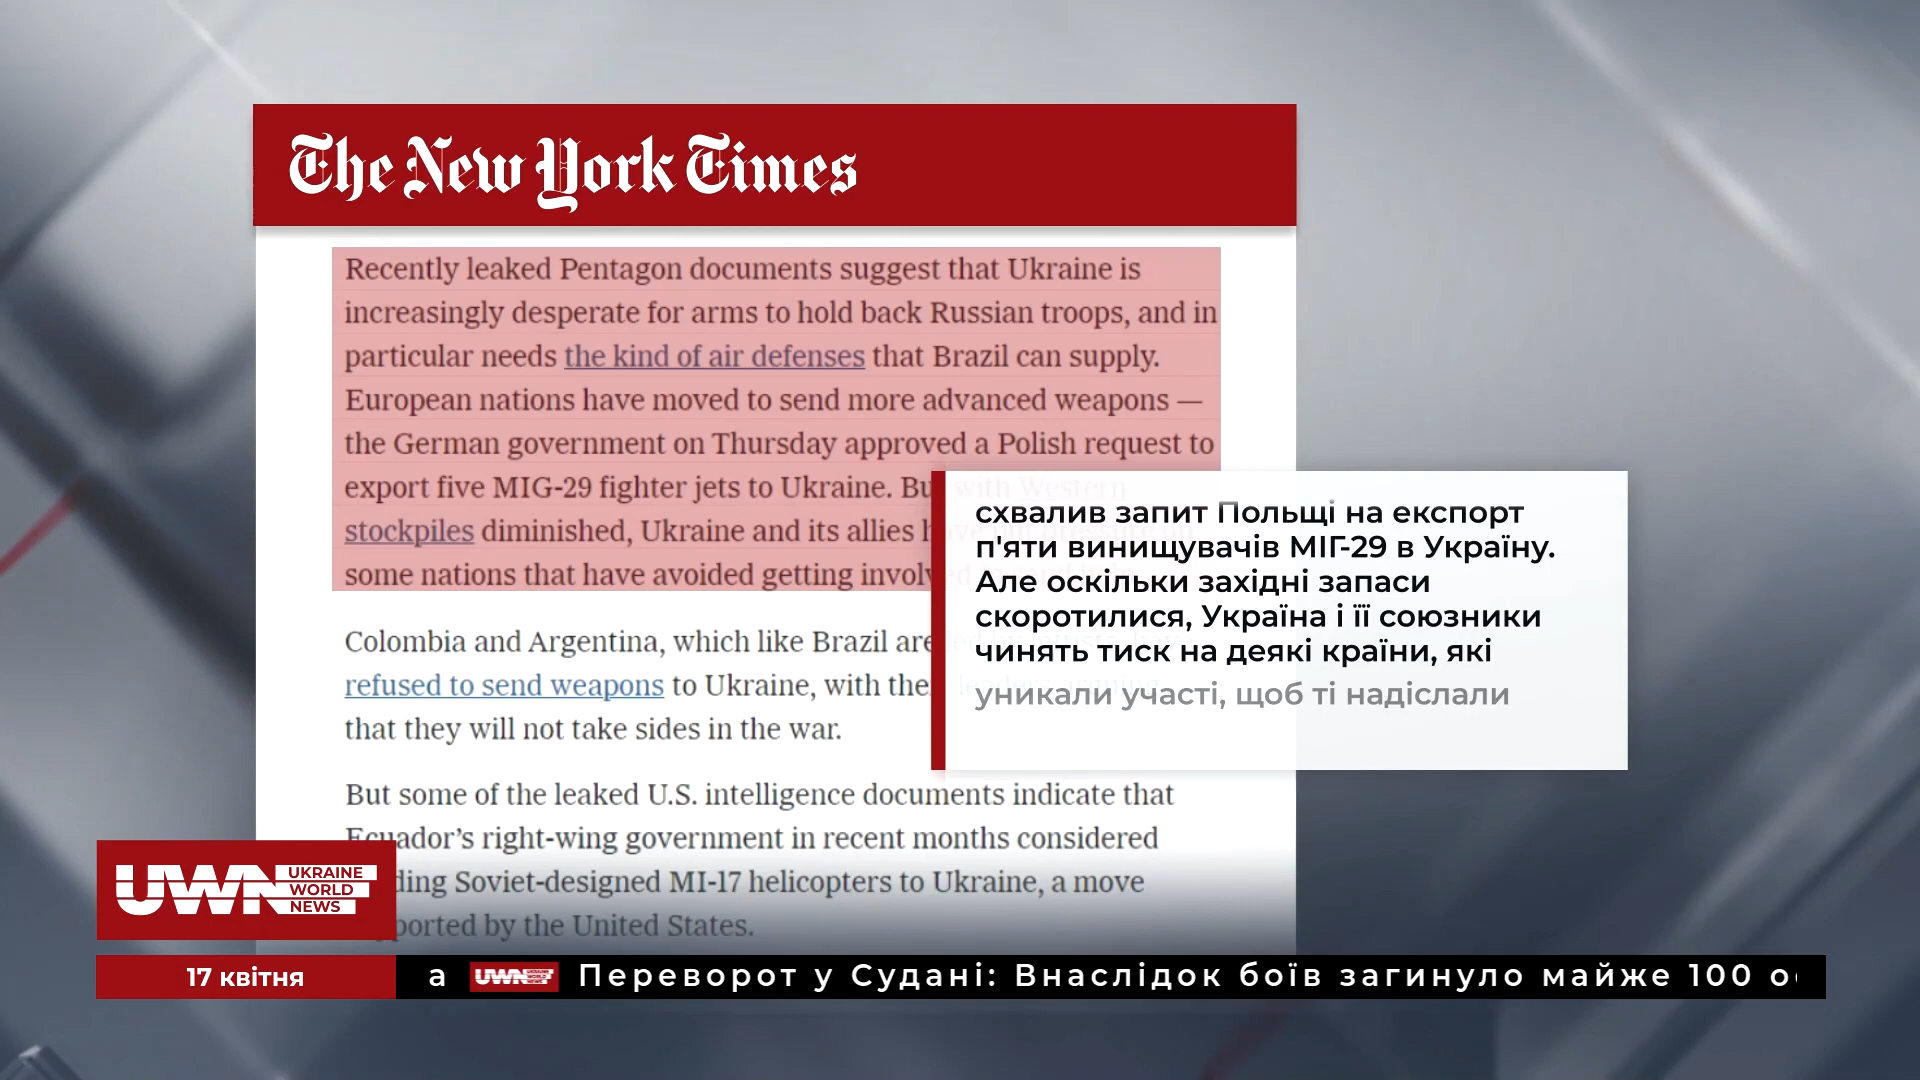 The New York Times
Recently leaked Pentagon documents suggest that Ukraine is
increasingly desperate for arms to hold back Russian troops, and in
particular needs the kind of air defenses that Brazil can supply.
European nations have moved to send more advanced weapons —
the German government on Thursday approved a Polish request to
export five MIG-29 fighter jets to Ukraine. But with Western
stockpiles diminished, Ukraine and its allies
some nations that have avoided getting involved
Colombia and Argentina, which like Brazil are
refused to send weapons to Ukraine, with
that they will not take sides in the war.
But some of the leaked U.S. intelligence documents indicate that
Ecuador's right-wing government in recent months considered
Soviet-designed MI-17 helicopters to Ukraine, a move
by the United States.
схвалив запит Польщі на експорт
п'яти винищувачів МІГ-29 в Україну.
Але оскільки західні запаси
скоротилися, Україна і її союзники
чинять тиск на деякі країни, які
уникали участі, щоб ті надіслали
UWN UKRAINE
WORLD
NEWS
17 квітня
а UWN Переворот у Судані: Внаслідок боїв загинуло майже 100